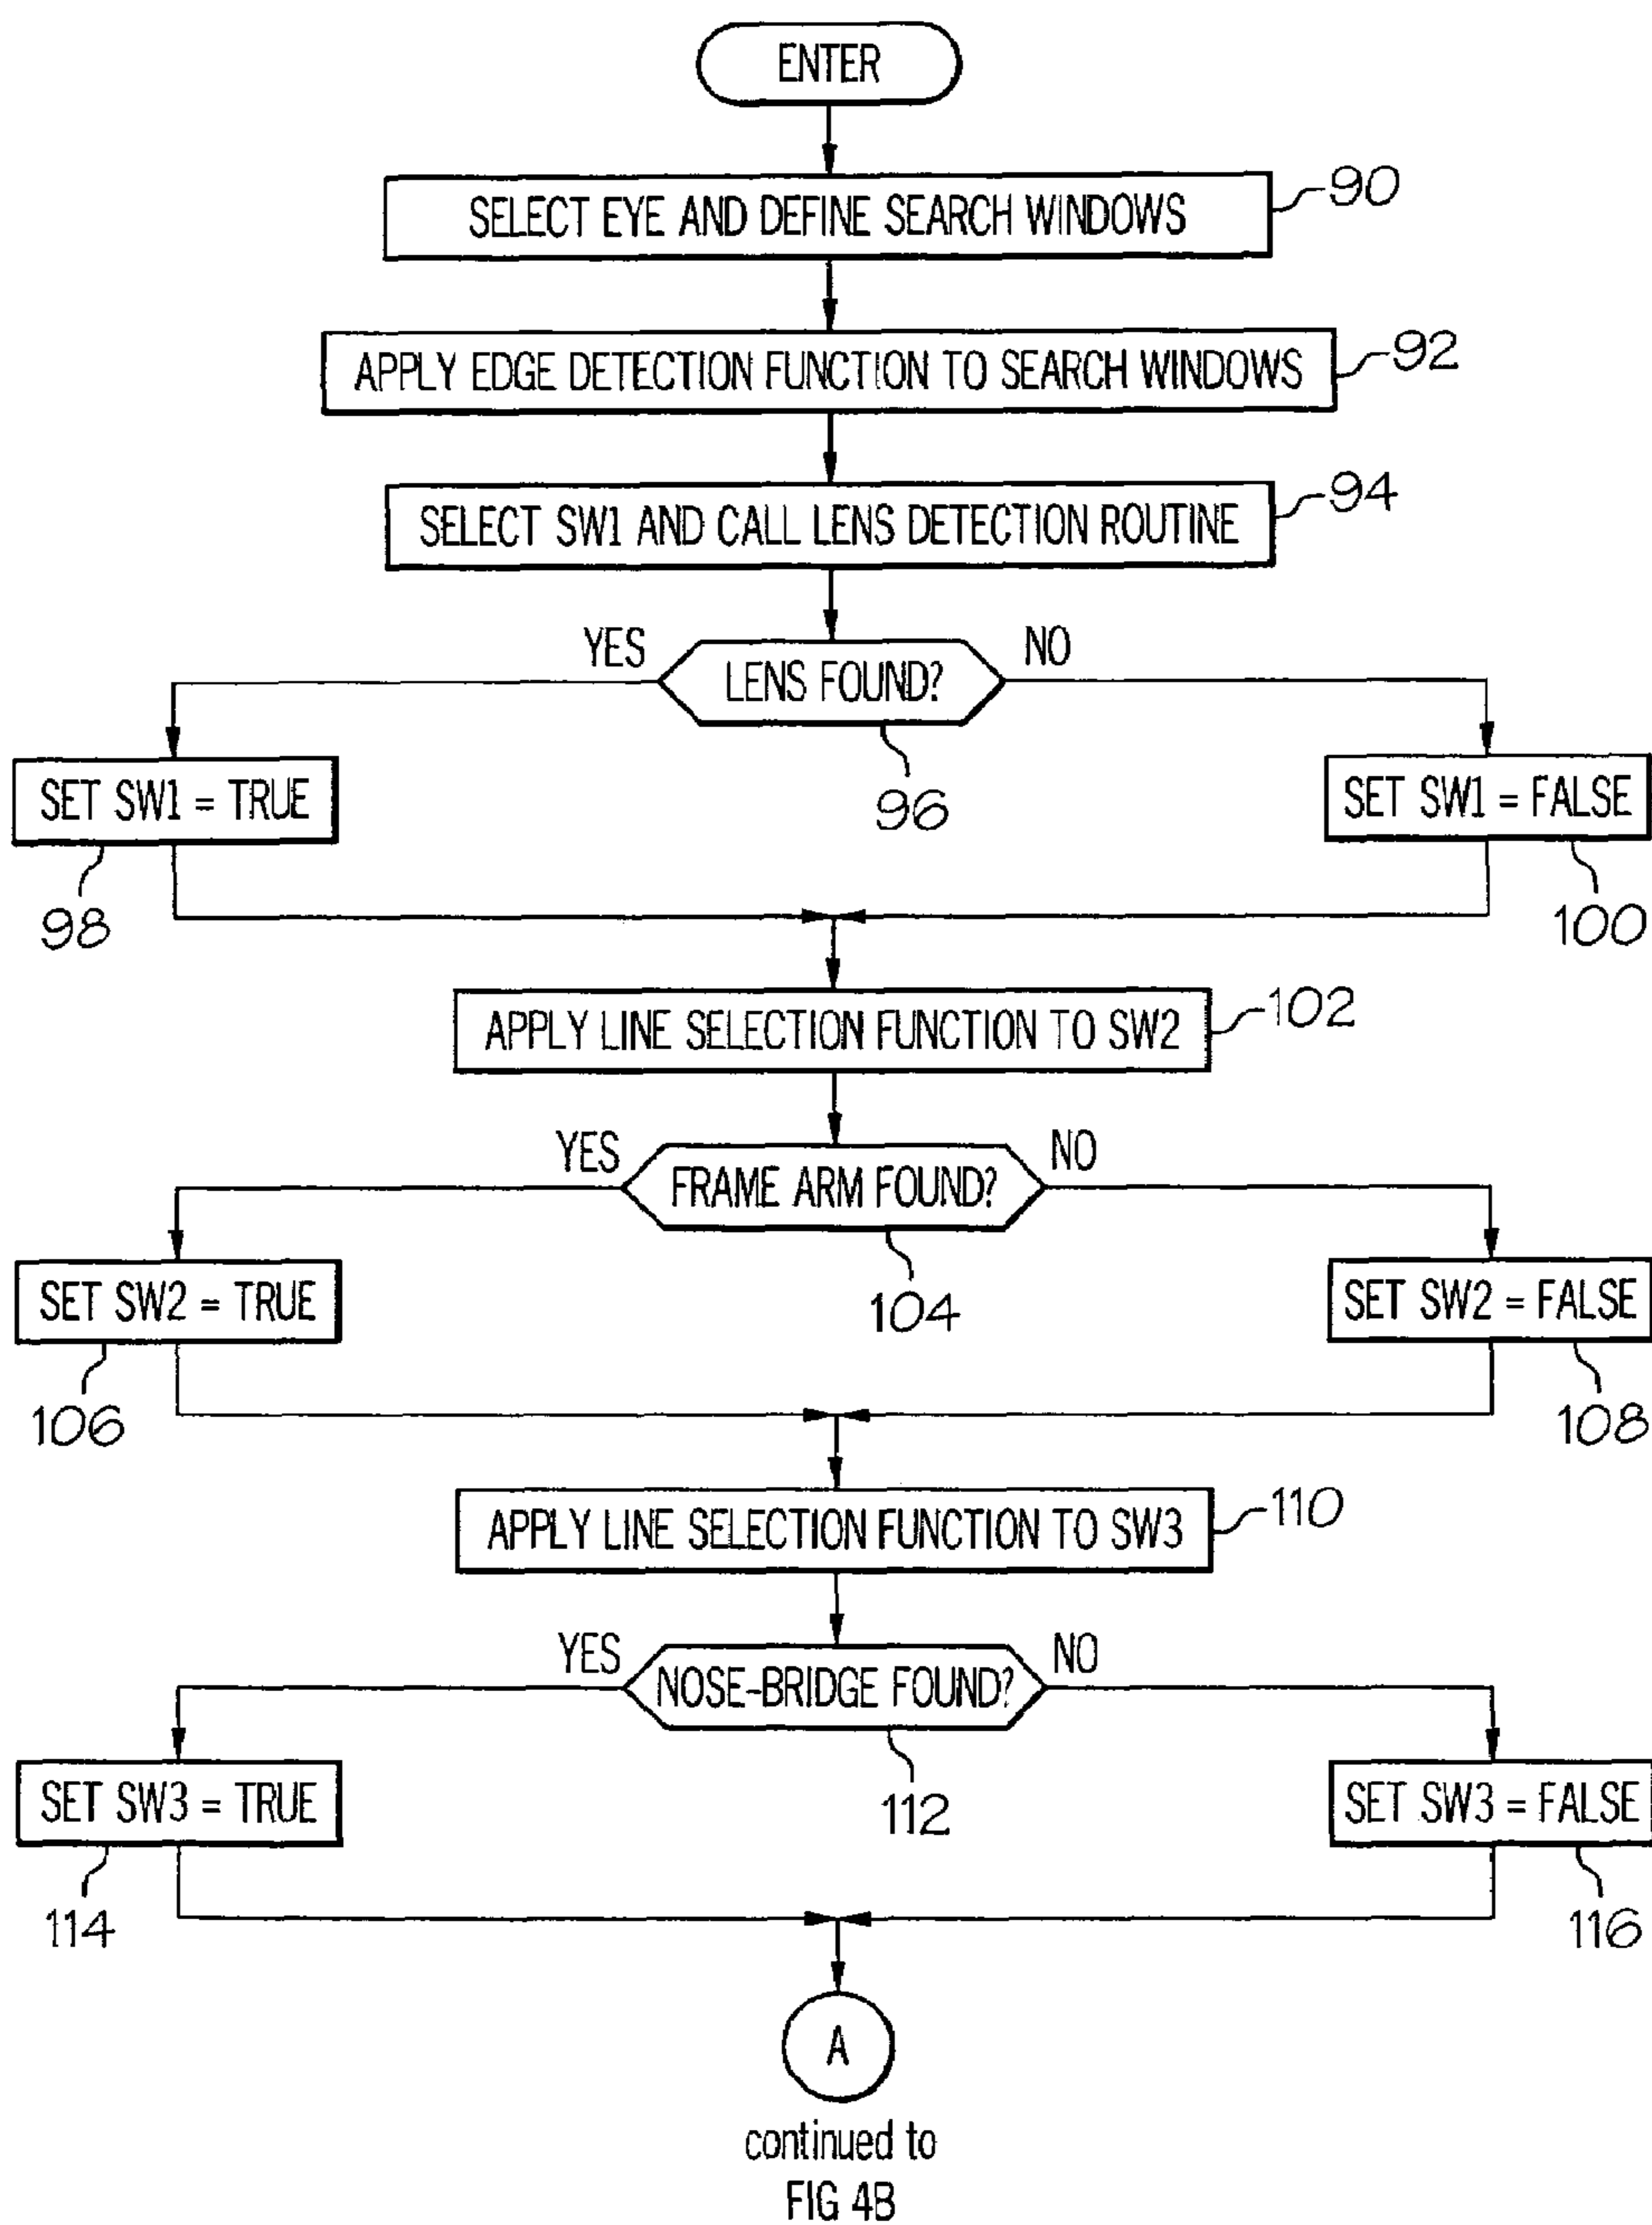 ENTER
SELECT EYE AND DEFINE SEARCH WINDOWS
90
APPLY EDGE DETECTION FUNCTION TO SEARCH WINDOWS
92
SELECT SW1 AND CALL LENS DETECTION ROUTINE
94
YES
LENS FOUND?
NO
96
SET SW1 = TRUE
98
SET SW1 = FALSE
100
APPLY LINE SELECTION FUNCTION TO SW2
102
YES
FRAME ARM FOUND?
NO
104
SET SW2 = TRUE
106
SET SW2 = FALSE
108
APPLY LINE SELECTION FUNCTION TO SW3
110
YES
NOSE-BRIDGE FOUND?
NO
112
SET SW3 = TRUE
114
SET SW3 = FALSE
116
A
continued to
FIG 4B